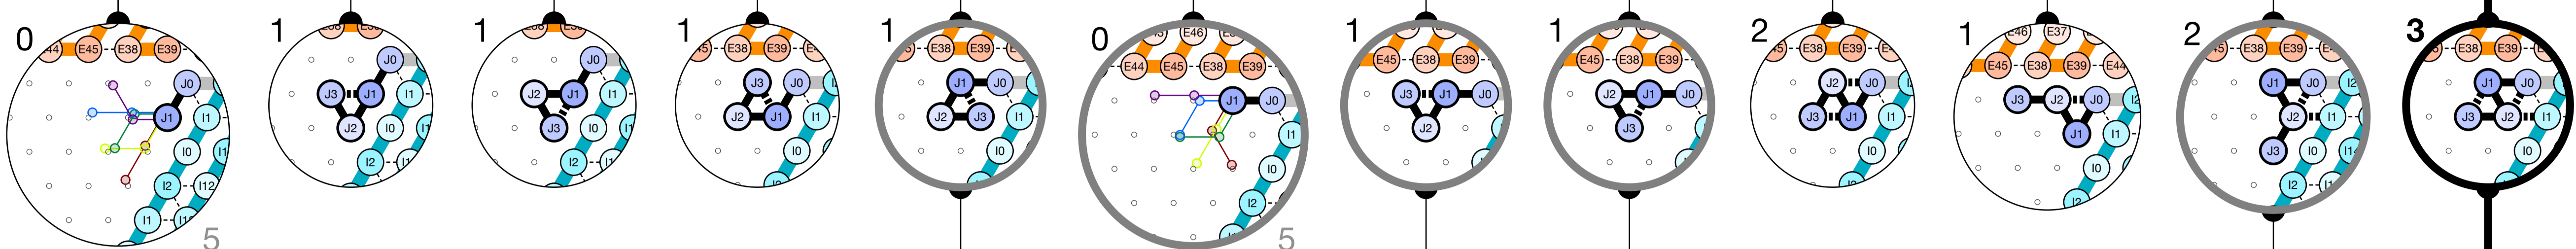 0 E44 E45 E38 E39 J0 J1 I1 I0 I2 I12 I1 5
1 J0 J3 J1 I1 J2 I0 I2
1 J0 J2 J1 I1 J3 I0 I2
1 E38 E39 J3 J0 J2 J1 I1 I0
1 E38 E39 J1 J0 J2 J3 I1 I0
0 E46 E44 E45 E38 E39 J1 J0 I1 I0 I2 5
1 E45 E38 E39 J3 J1 J0 J2
1 E45 E38 E39 J2 J1 J0 J3
2 E38 E39 J2 J0 J3 J1 I1 I0
1 E46 E37 E45 E38 E39 E44 J3 J2 J0 I2 J1 I1 I0 I2
2 E38 E39 J1 J0 I2 J2 I1 J3 I0 I2
3 E38 E39 J1 J0 J3 J2 I1 I0